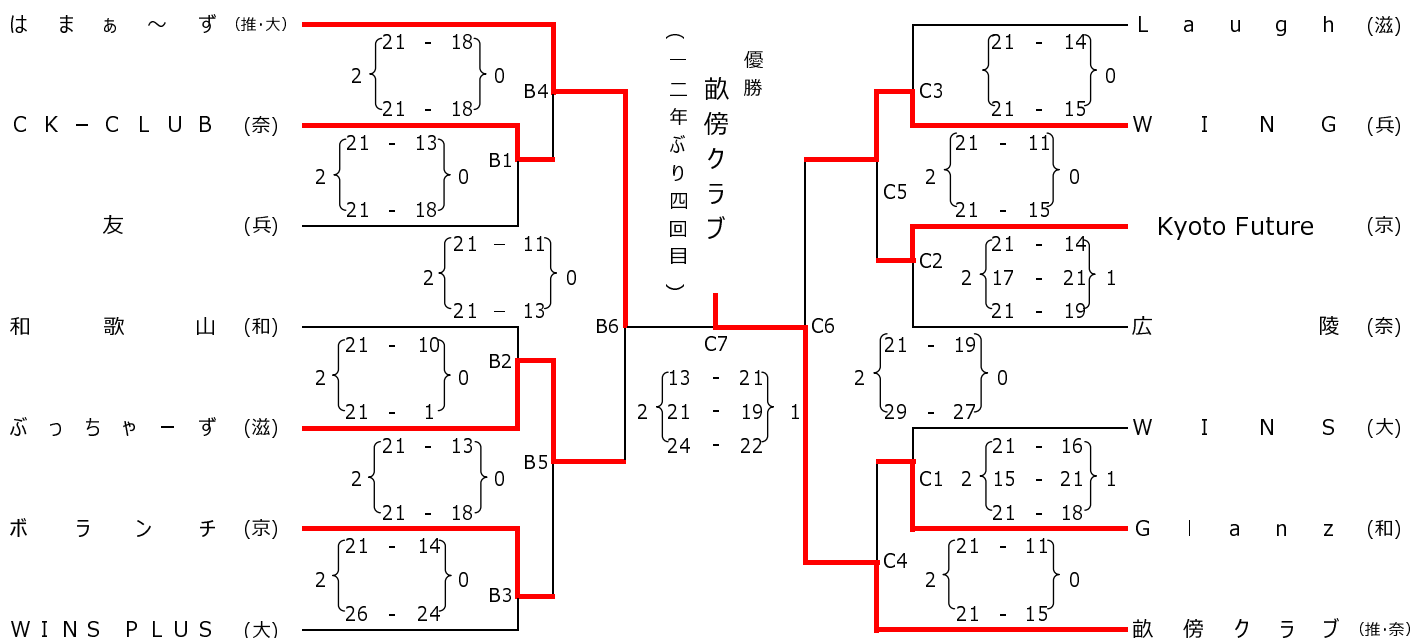 はまぁ～ず (推・大)
21 - 18
2 0
21 - 18
B4
CK－CLUB (奈)
21 - 13
2 0
21 - 18
B1
友 (兵)
21 － 11
2 0
21 － 13
B6
和歌山 (和)
21 - 10
2 0
21 - 1
B2
ぶっちゃーず (滋)
21 - 13
2 0
21 - 18
B5
ボランチ (京)
21 - 14
2 0
26 - 24
B3
WINS PLUS (大)
優勝
畝傍クラブ
(一二年ぶり四回目)
C7
13 - 21
2 21 - 19 1
24 - 22
Laugh (滋)
21 - 14
0
21 - 15
C3
WING (兵)
21 - 11
2 0
21 - 15
C5
Kyoto Future (京)
21 - 14
2 17 - 21 1
21 - 19
C2
広陵 (奈)
C6
21 - 19
2 0
29 - 27
WINS (大)
21 - 16
C1 2 15 - 21 1
21 - 18
Glanz (和)
21 - 11
2 0
21 - 15
C4
畝傍クラブ (推・奈)